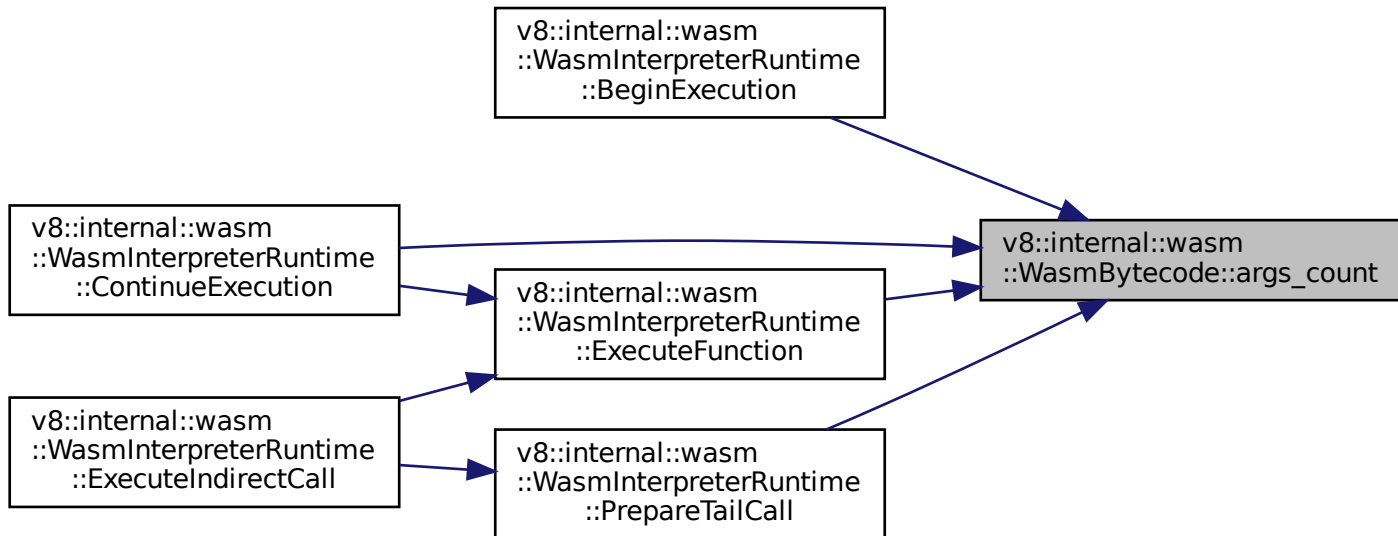 v8::internal::wasm
::WasmInterpreterRuntime
::BeginExecution
v8::internal::wasm
::WasmInterpreterRuntime
::ContinueExecution
v8::internal::wasm
::WasmInterpreterRuntime
::ExecuteFunction
v8::internal::wasm
::WasmBytecode::args_count
v8::internal::wasm
::WasmInterpreterRuntime
::ExecuteIndirectCall
v8::internal::wasm
::WasmInterpreterRuntime
::PrepareTailCall